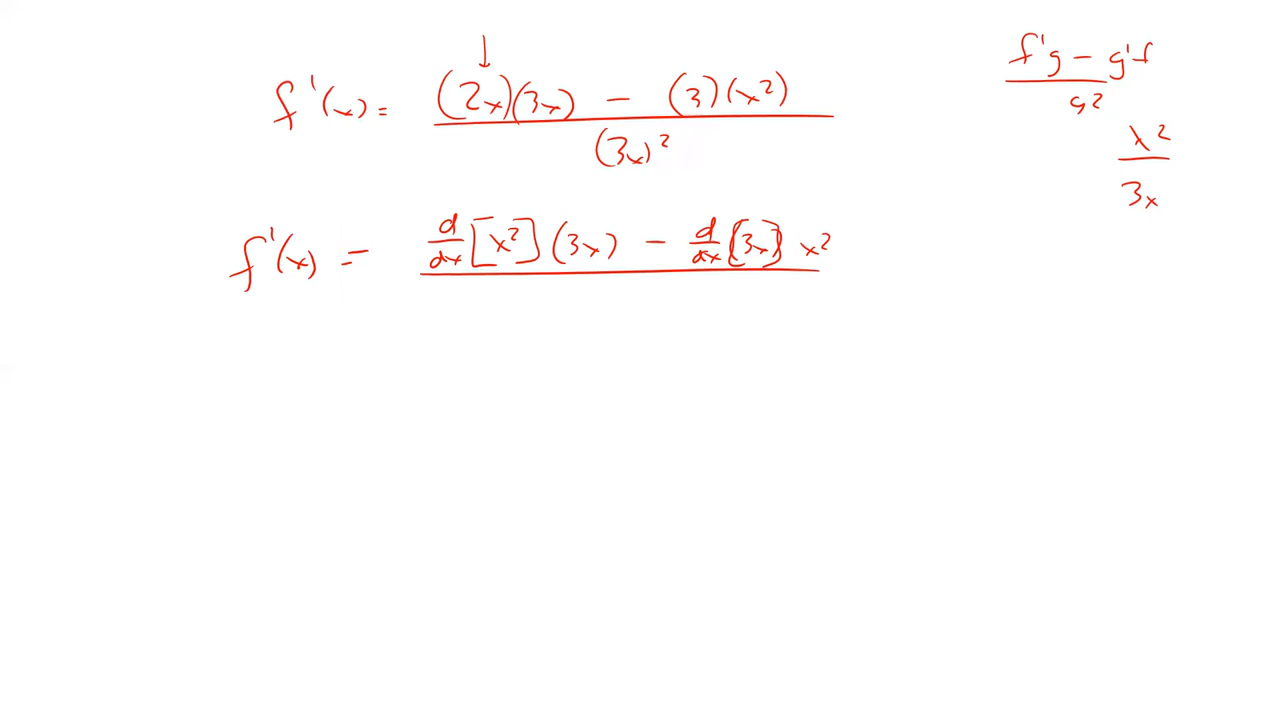 f'(x) = (2x)(3x) - (3)(x²)
(3x)²
f'(x) = d/dx [x²] (3x) - d/dx [3x] x²
f'g - g'f
g²
x²
3x